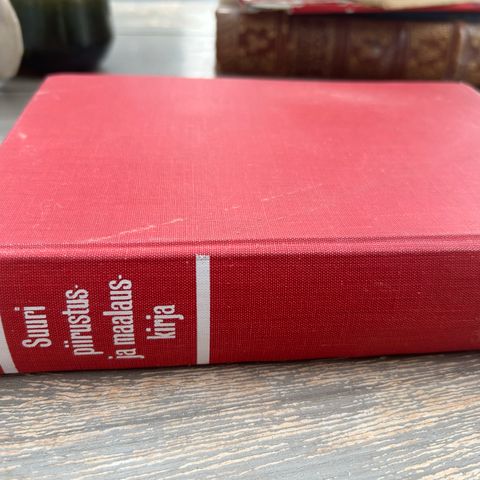 Suuri
piirustus-
ja maalaus-
kirja